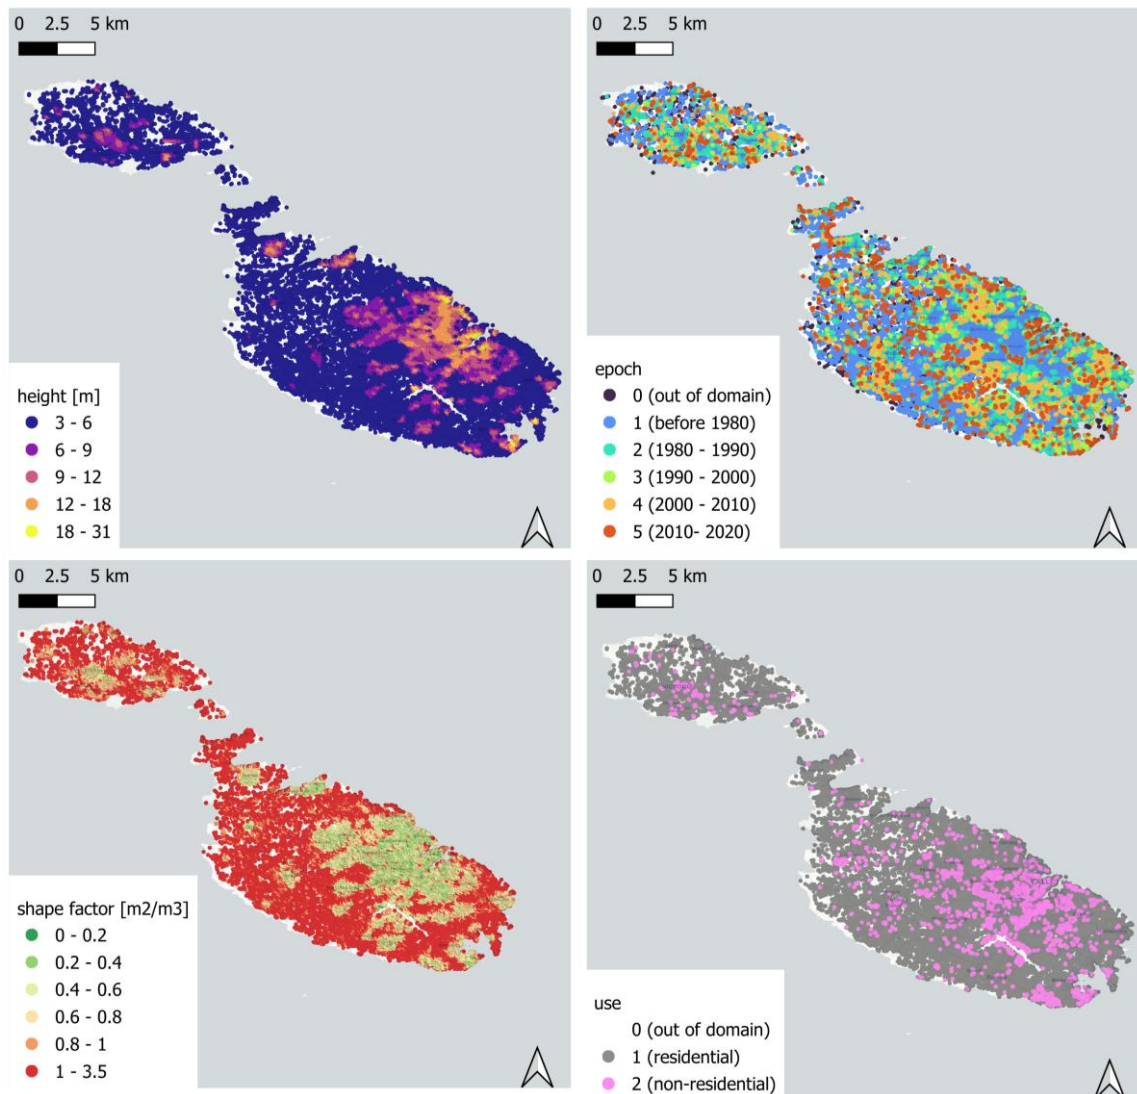 0 2.5 5 km
height [m]
3 - 6
6 - 9
9 - 12
12 - 18
18 - 31
0 2.5 5 km
epoch
0 (out of domain)
1 (before 1980)
2 (1980 - 1990)
3 (1990 - 2000)
4 (2000 - 2010)
5 (2010- 2020)
0 2.5 5 km
shape factor [m2/m3]
0 - 0.2
0.2 - 0.4
0.4 - 0.6
0.6 - 0.8
0.8 - 1
1 - 3.5
0 2.5 5 km
use
0 (out of domain)
1 (residential)
2 (non-residential)